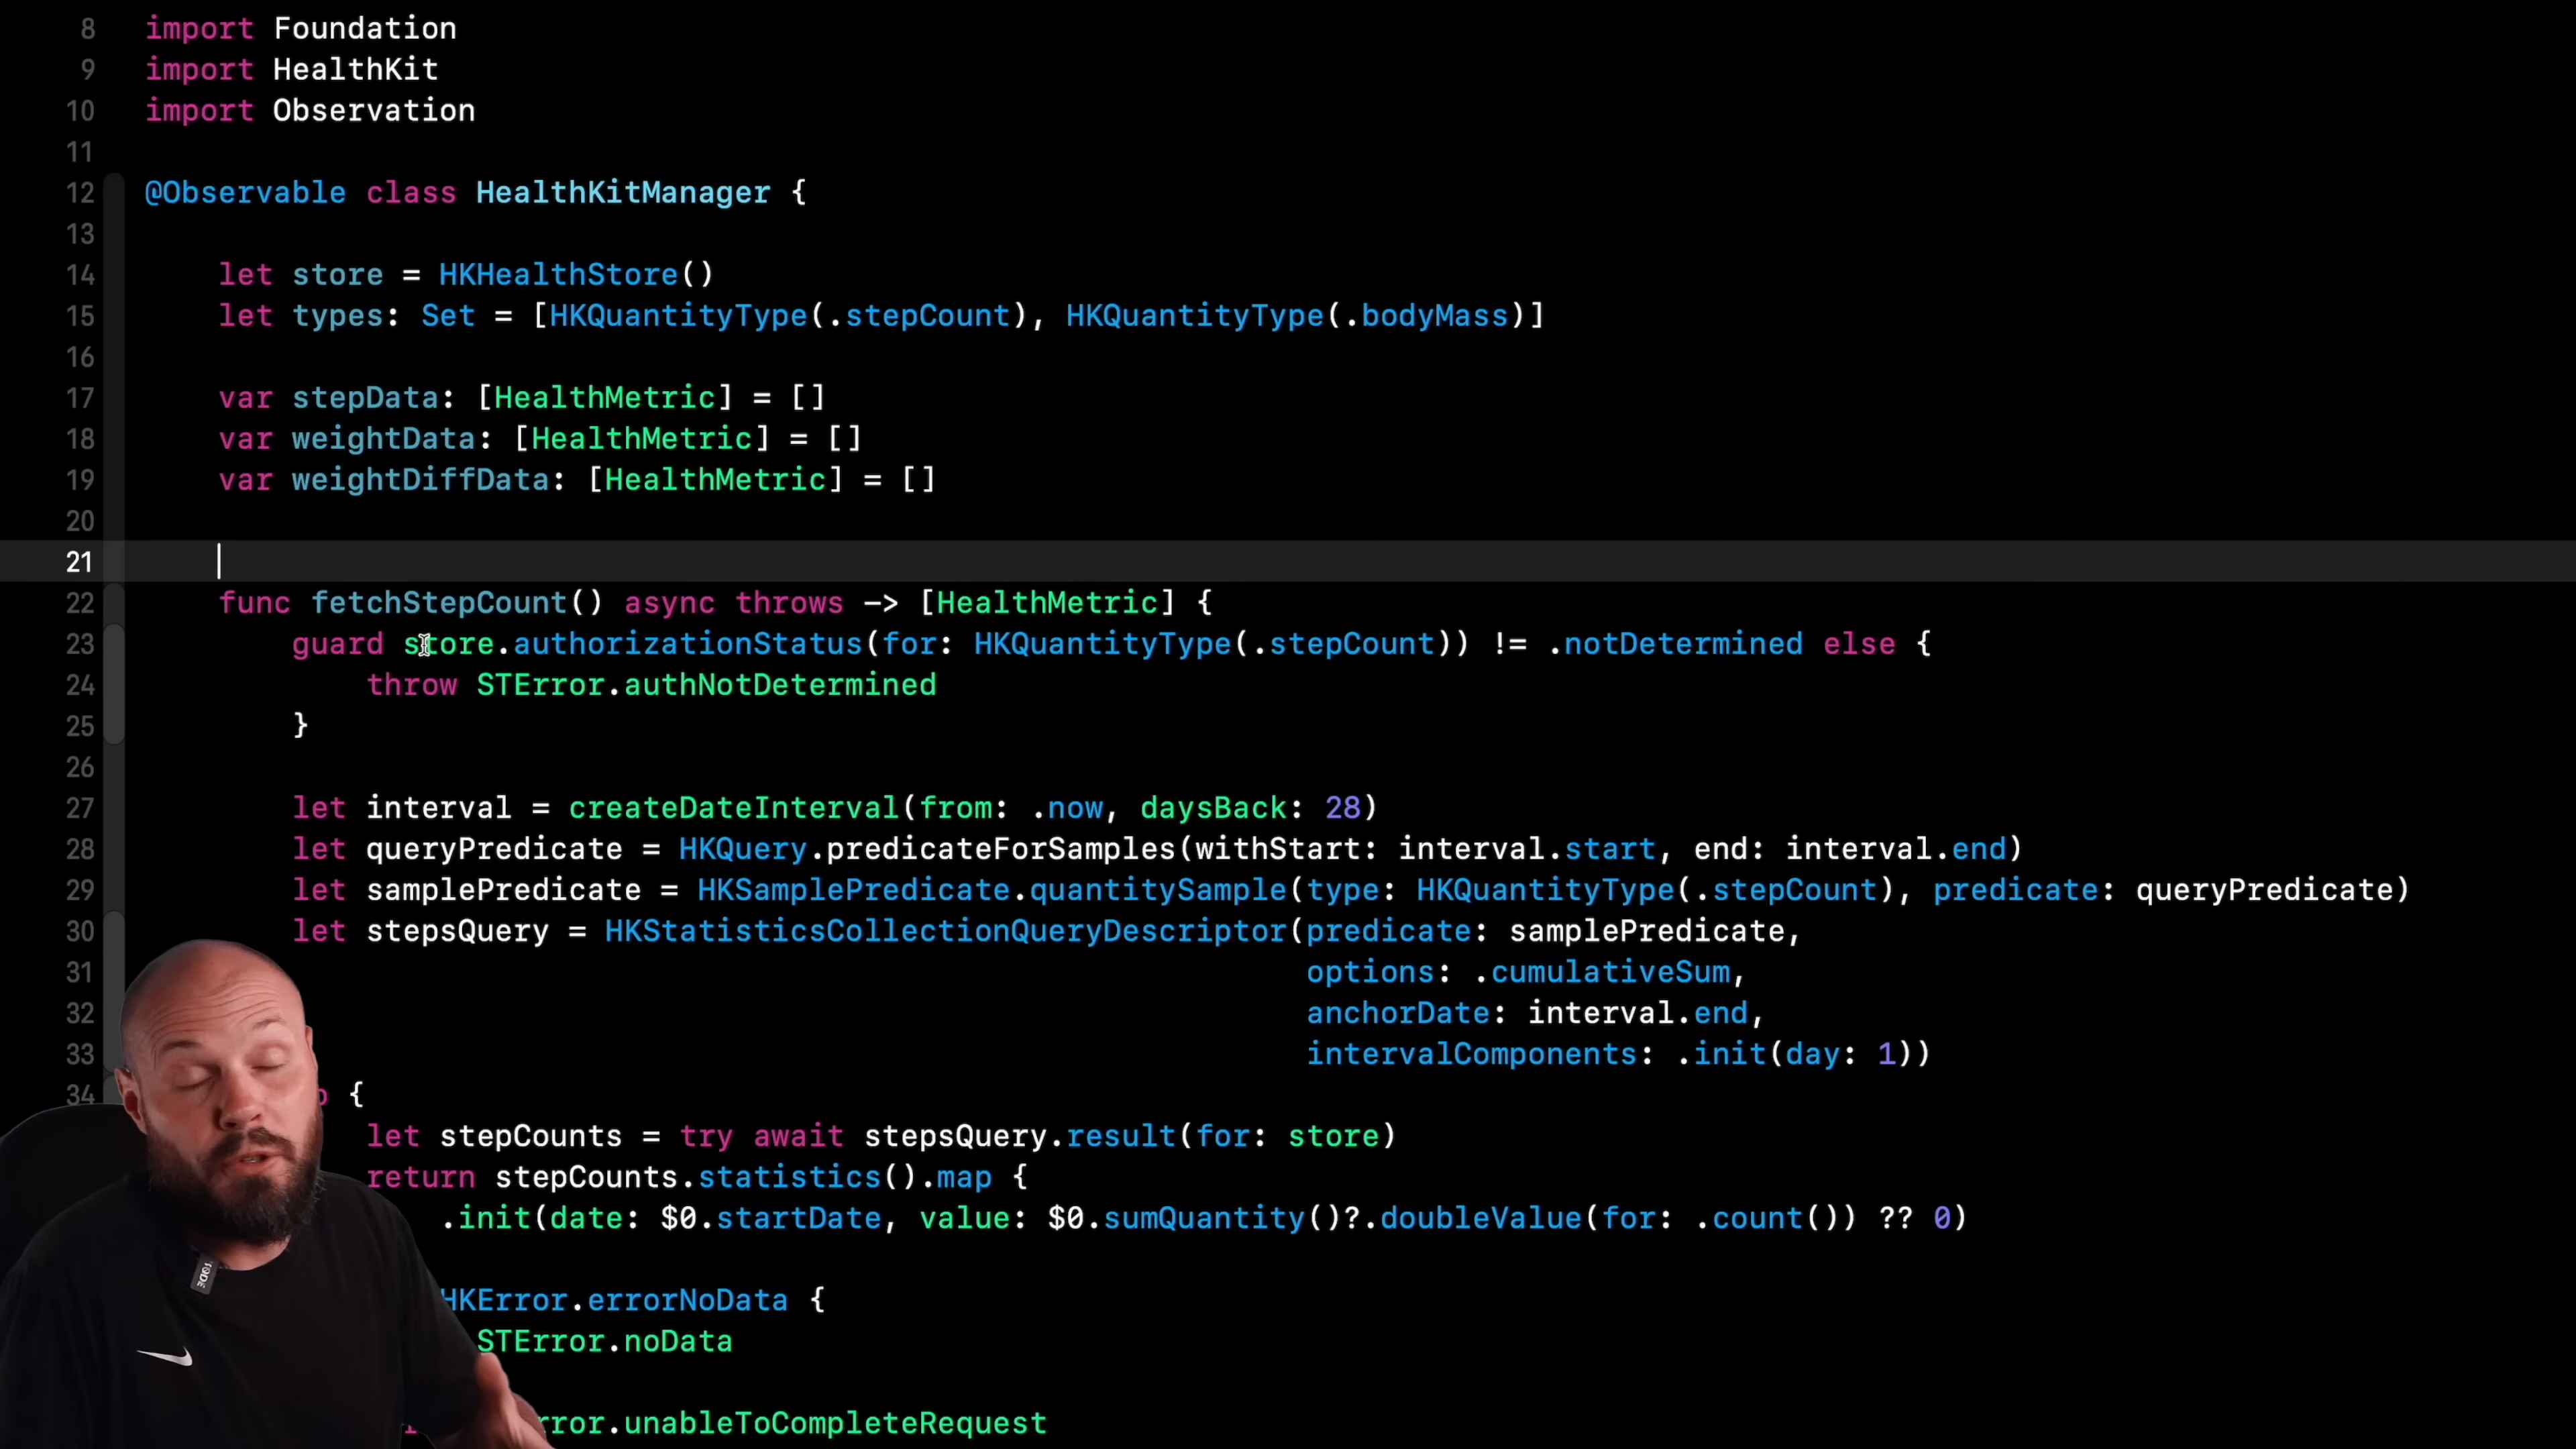 8 import Foundation
9 import HealthKit
10 import Observation
11
12 @Observable class HealthKitManager {
13
14 let store = HKHealthStore()
15 let types: Set = [HKQuantityType(.stepCount), HKQuantityType(.bodyMass)]
16
17 var stepData: [HealthMetric] = []
18 var weightData: [HealthMetric] = []
19 var weightDiffData: [HealthMetric] = []
20
21
22 func fetchStepCount() async throws -> [HealthMetric] {
23 guard store.authorizationStatus(for: HKQuantityType(.stepCount)) != .notDetermined else {
24 throw STError.authNotDetermined
25 }
26
27 let interval = createDateInterval(from: .now, daysBack: 28)
28 let queryPredicate = HKQuery.predicateForSamples(withStart: interval.start, end: interval.end)
29 let samplePredicate = HKSamplePredicate.quantitySample(type: HKQuantityType(.stepCount), predicate: queryPredicate)
30 let stepsQuery = HKStatisticsCollectionQueryDescriptor(predicate: samplePredicate,
31 options: .cumulativeSum,
32 anchorDate: interval.end,
33 intervalComponents: .init(day: 1))
34 {
let stepCounts = try await stepsQuery.result(for: store)
return stepCounts.statistics().map {
.init(date: $0.startDate, value: $0.sumQuantity()?.doubleValue(for: .count()) ?? 0)
HKError.errorNoData {
STError.noData
.unableToCompleteRequest